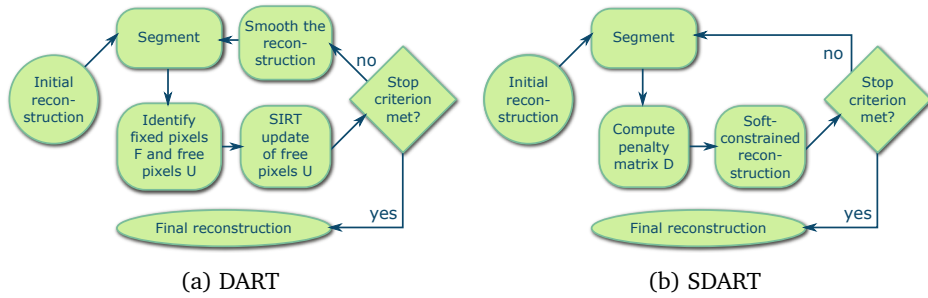 Initial
recon-
struction
Segment
Smooth the
recon-
struction
no
Stop
criterion
met?
Identify
fixed pixels
F and free
pixels U
SIRT
update
of free
pixels U
yes
Final reconstruction
(a) DART
Initial
recon-
struction
Segment
no
Stop
criterion
met?
Compute
penalty
matrix D
Soft-
constrained
recon-
struction
yes
Final reconstruction
(b) SDART